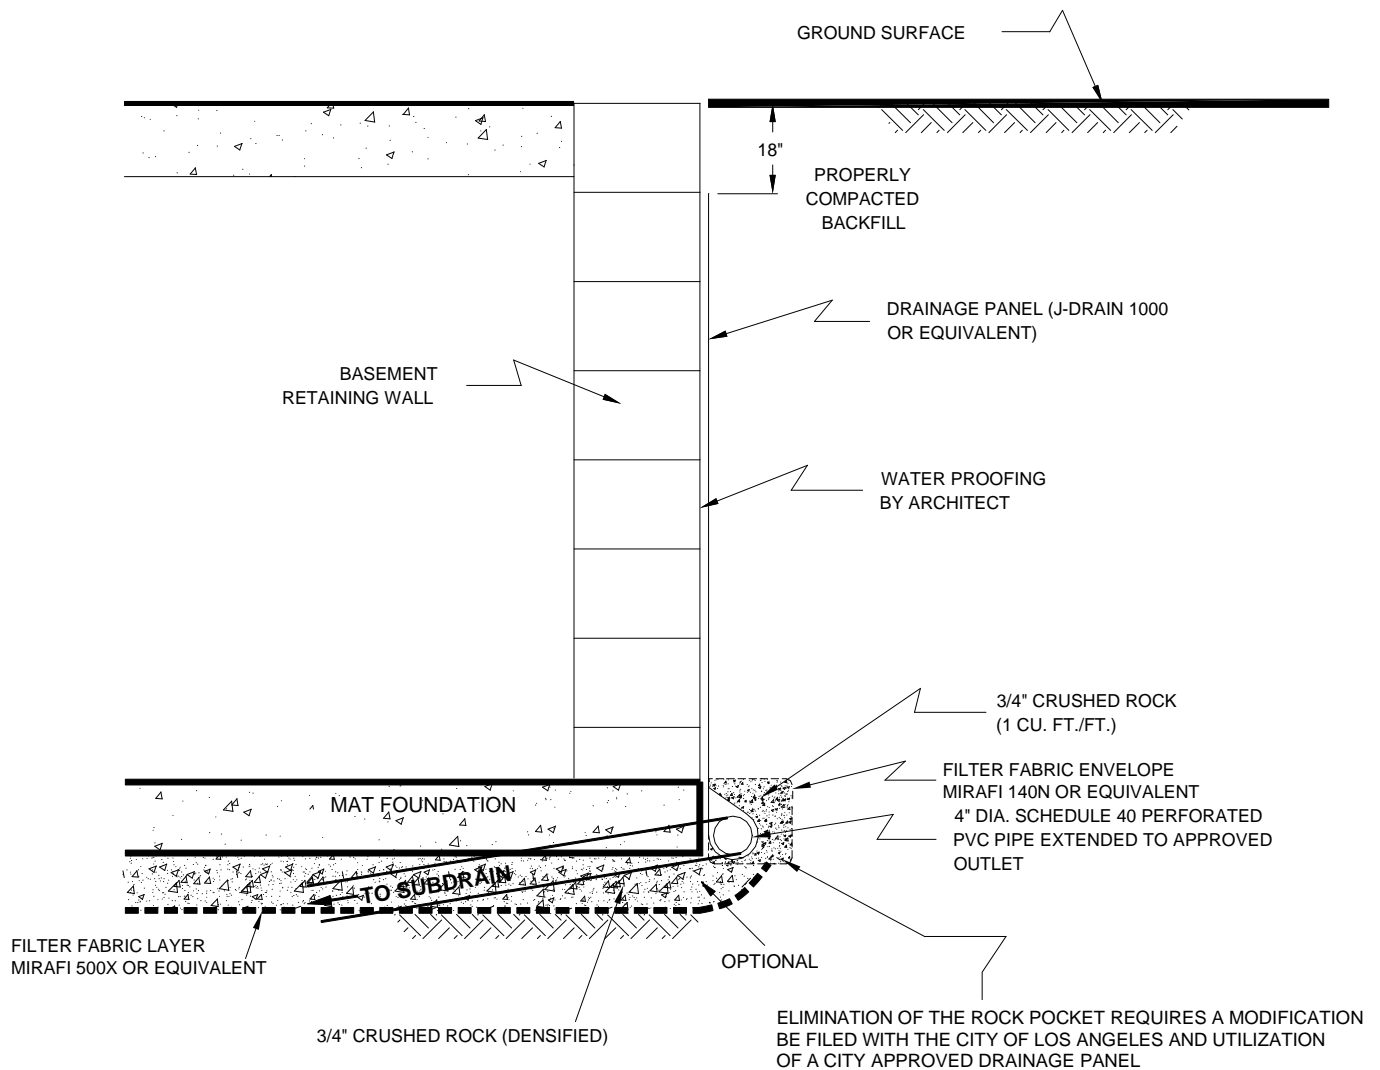 GROUND SURFACE
18"
PROPERLY
COMPACTED
BACKFILL
DRAINAGE PANEL (J-DRAIN 1000
OR EQUIVALENT)
BASEMENT
RETAINING WALL
WATER PROOFING
BY ARCHITECT
3/4" CRUSHED ROCK
(1 CU. FT./FT.)
FILTER FABRIC ENVELOPE
MIRAFI 140N OR EQUIVALENT
4" DIA. SCHEDULE 40 PERFORATED
PVC PIPE EXTENDED TO APPROVED
OUTLET
MAT FOUNDATION
TO SUBDRAIN
FILTER FABRIC LAYER
MIRAFI 500X OR EQUIVALENT
OPTIONAL
3/4" CRUSHED ROCK (DENSIFIED)
ELIMINATION OF THE ROCK POCKET REQUIRES A MODIFICATION
BE FILED WITH THE CITY OF LOS ANGELES AND UTILIZATION
OF A CITY APPROVED DRAINAGE PANEL